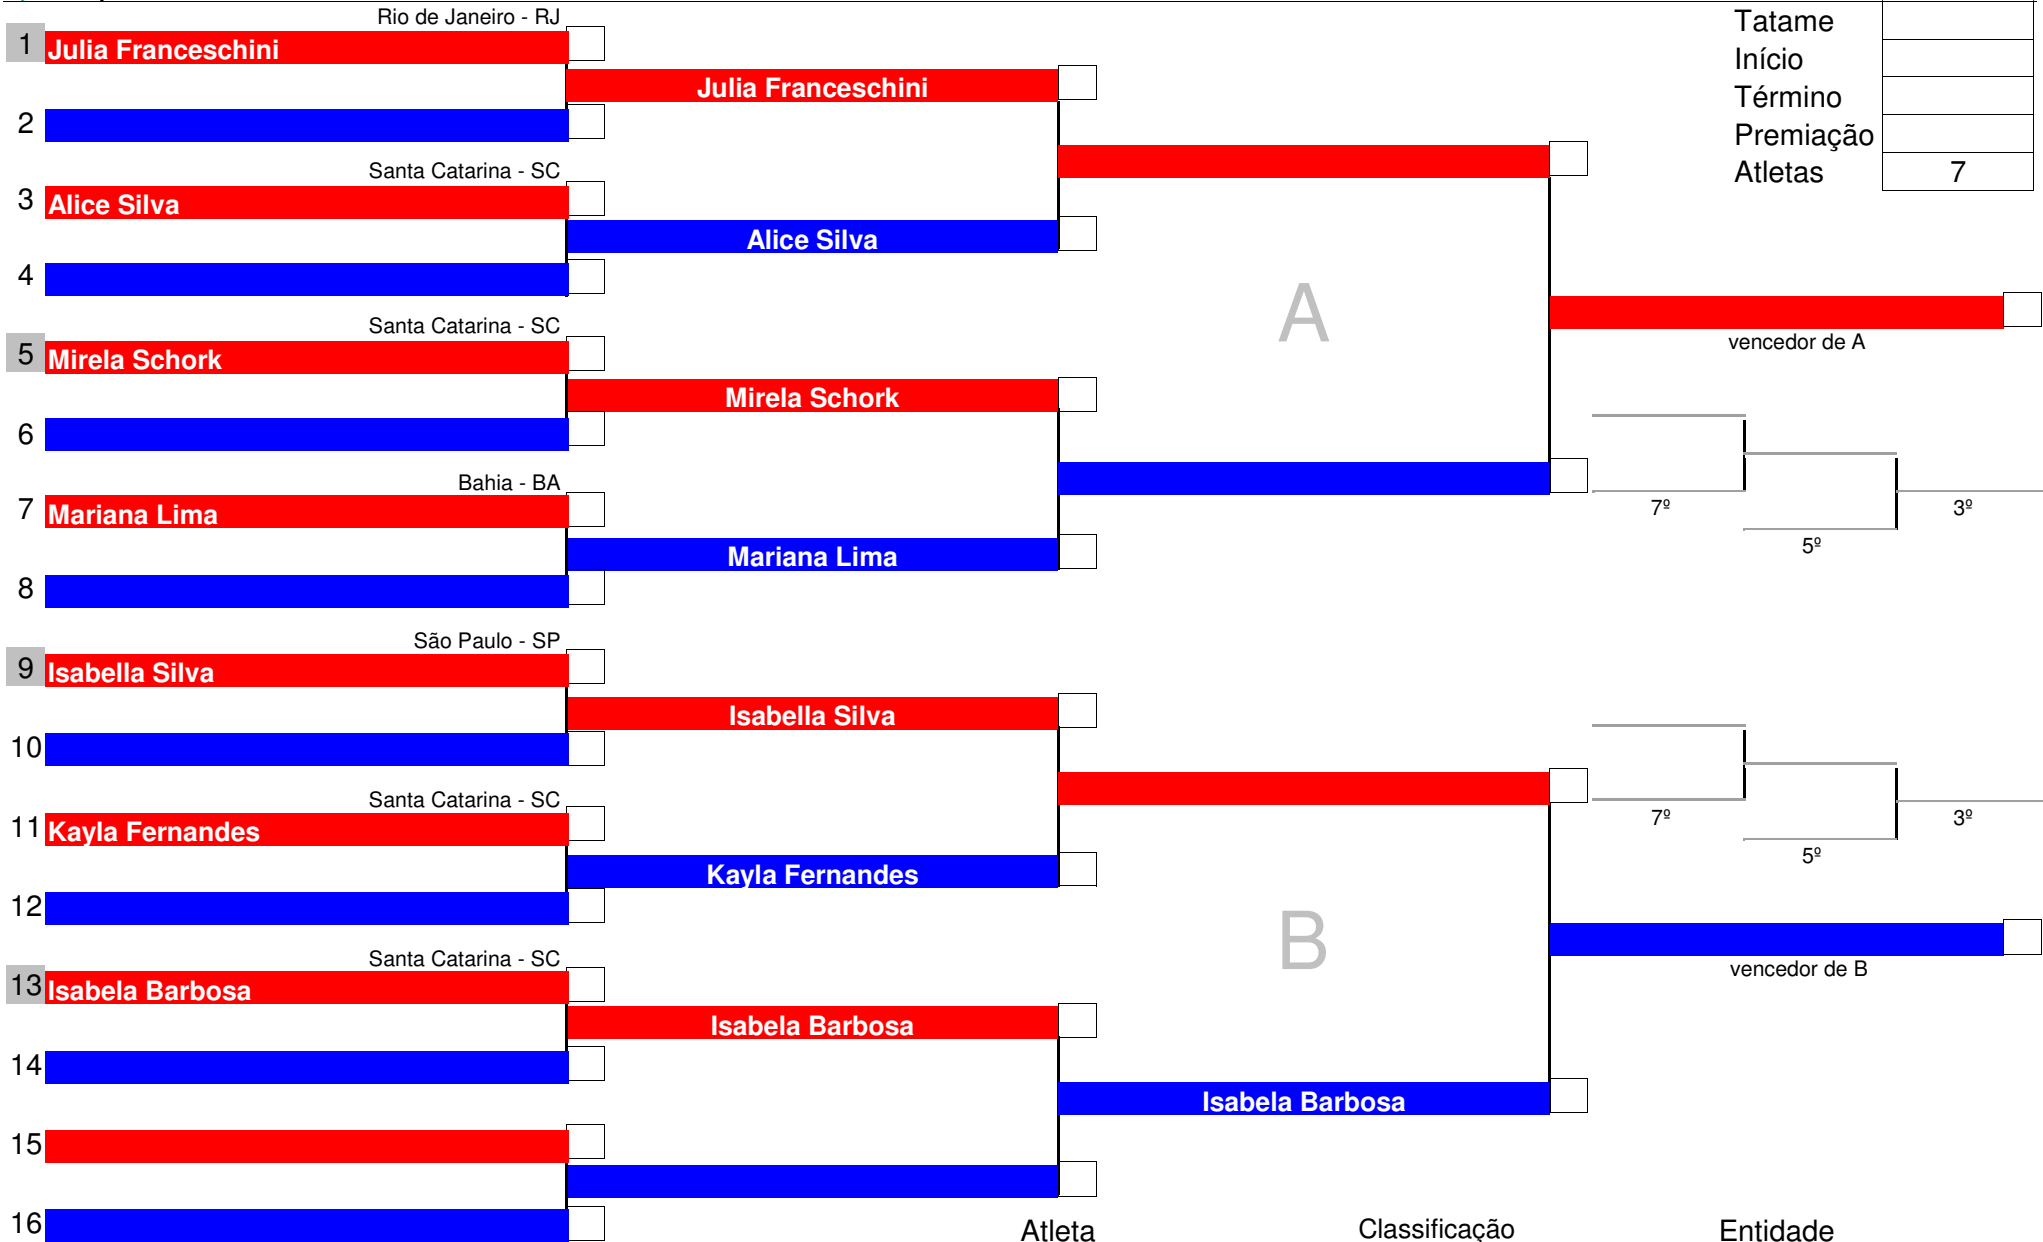 Rio de Janeiro - RJ
1 Julia Franceschini
Julia Franceschini
2
Santa Catarina - SC
3 Alice Silva
Alice Silva
4
Santa Catarina - SC
5 Mirela Schork
Mirela Schork
6
Bahia - BA
7 Mariana Lima
Mariana Lima
8
São Paulo - SP
9 Isabella Silva
Isabella Silva
10
Santa Catarina - SC
11 Kayla Fernandes
Kayla Fernandes
12
Santa Catarina - SC
13 Isabela Barbosa
Isabela Barbosa
14
Isabela Barbosa
15
16
A
B
Tatame
Início
Término
Premiação
Atletas 7
vencedor de A
7º
3º
5º
7º
3º
5º
vencedor de B
Atleta Classificação Entidade